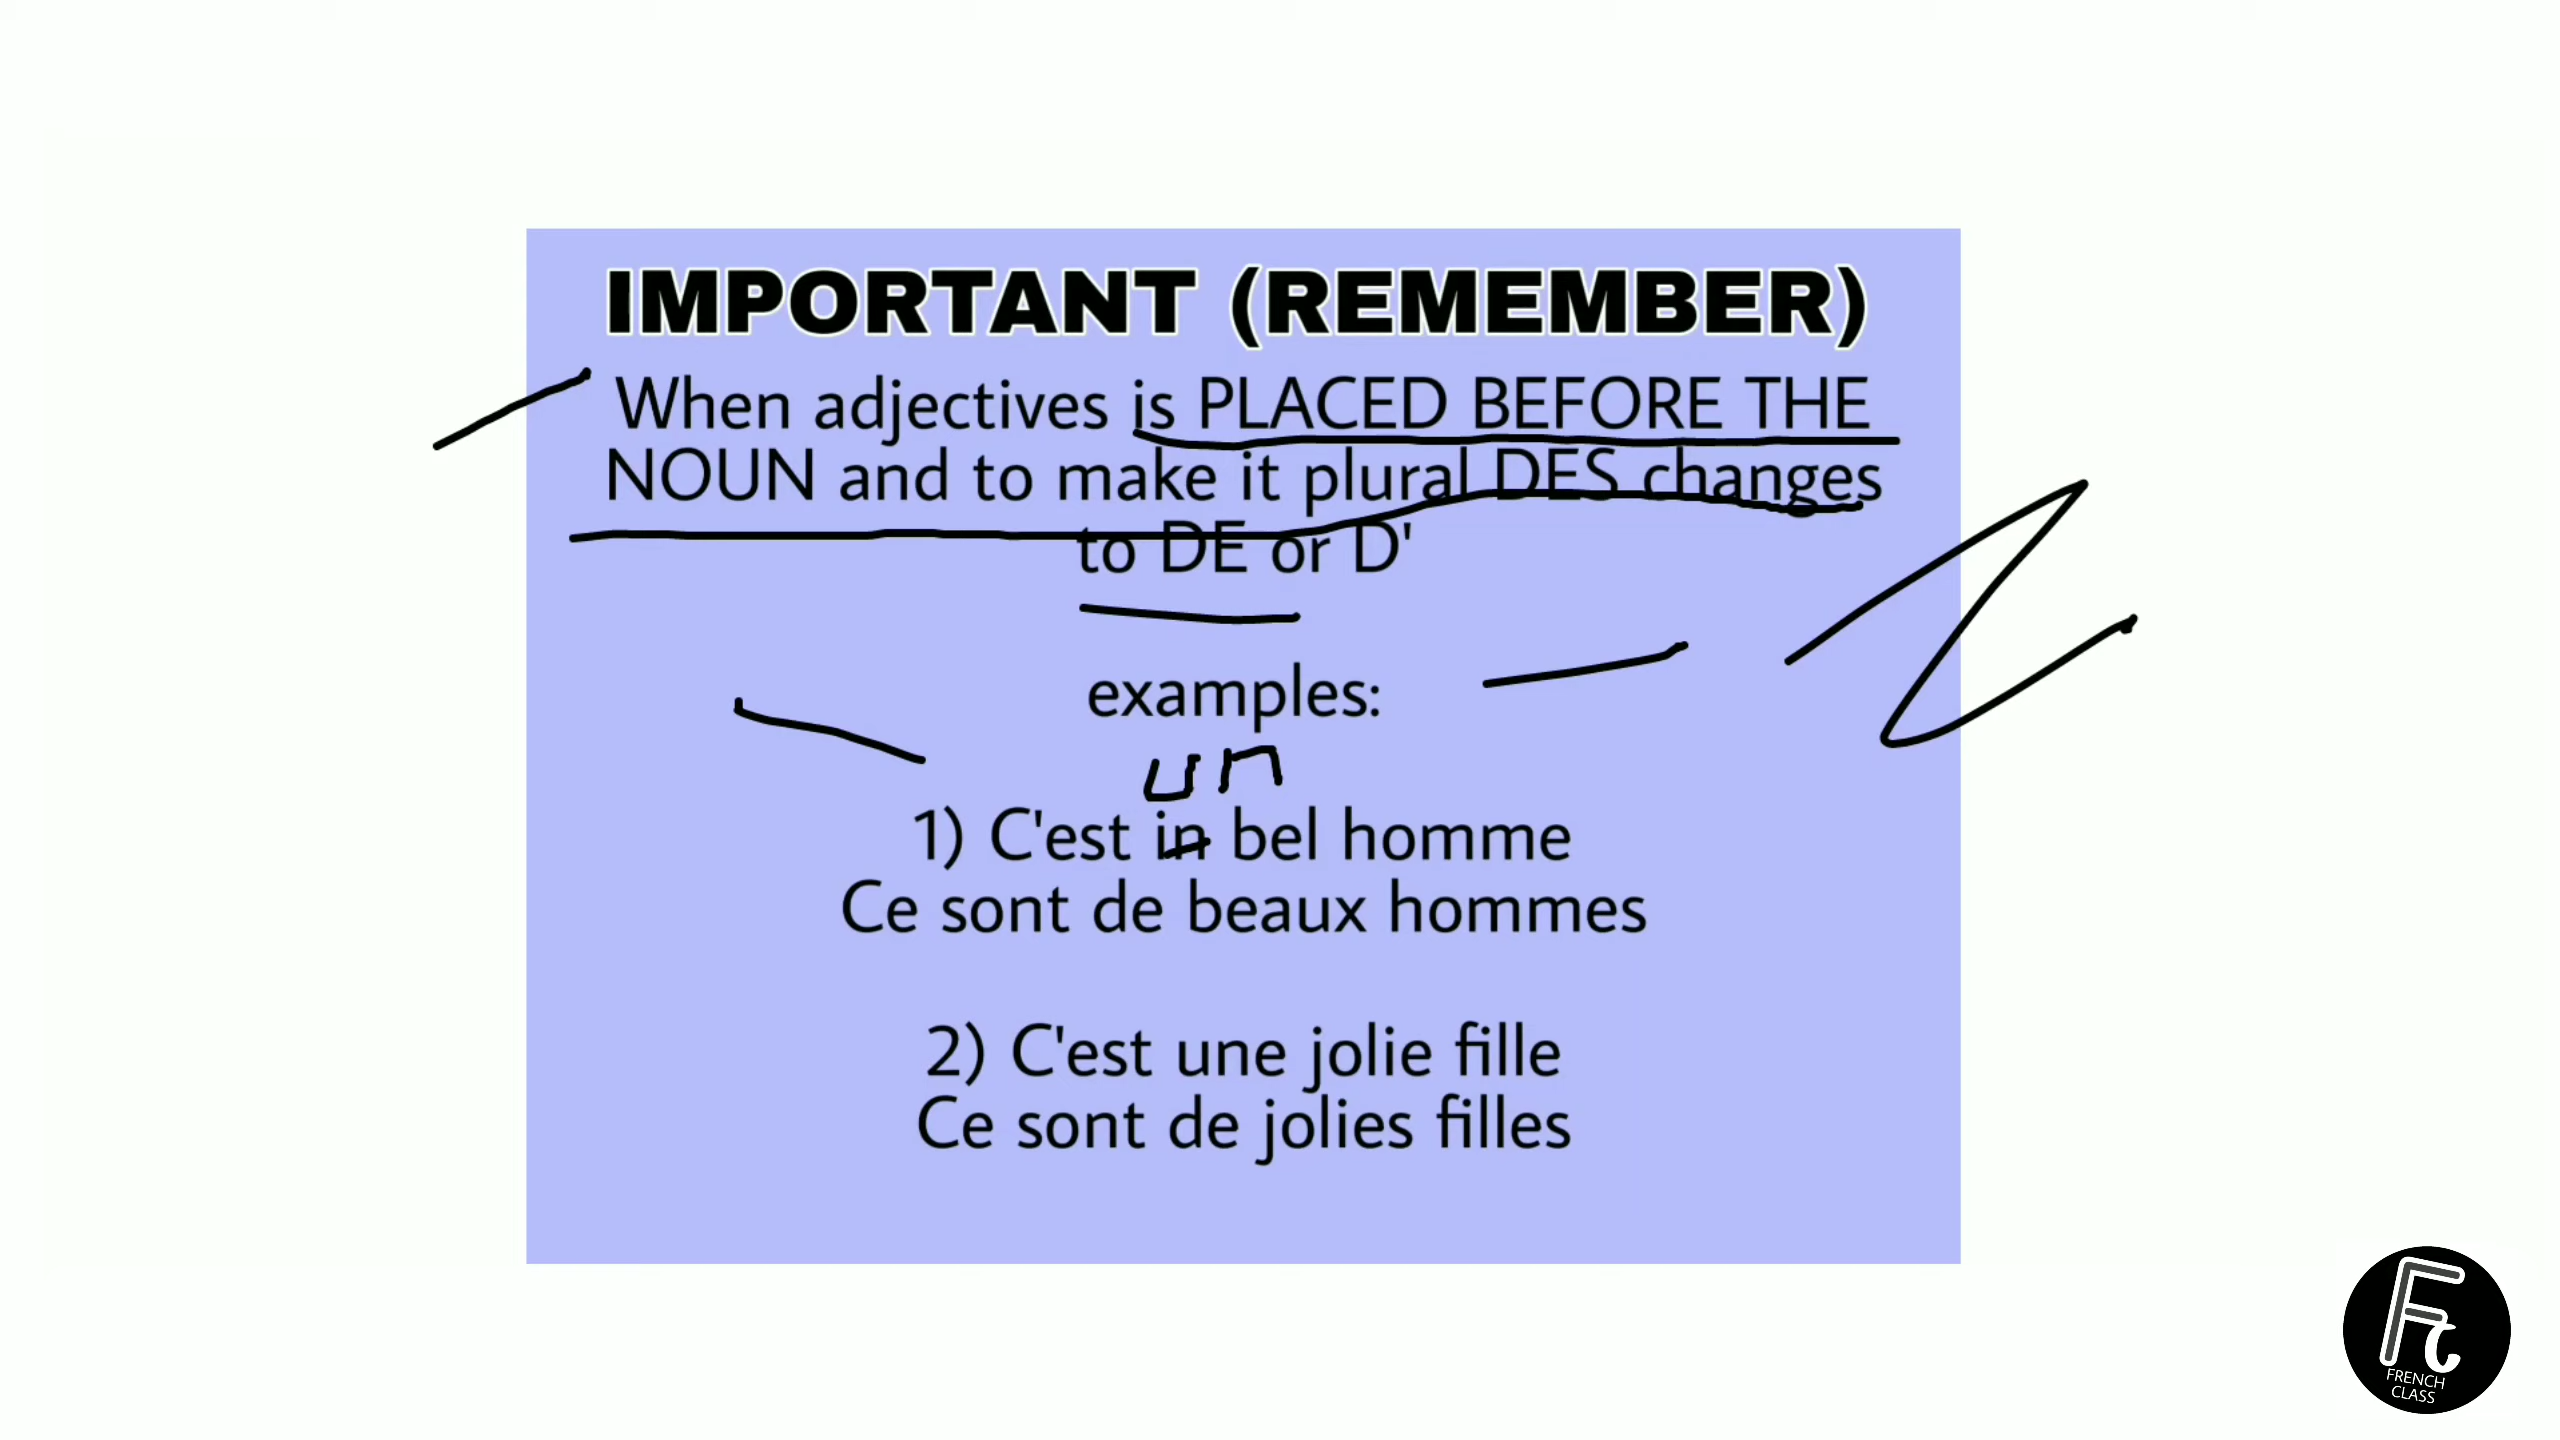 IMPORTANT (REMEMBER)
When adjectives is PLACED BEFORE THE
NOUN and to make it plural DES changes
to DE or D'
examples:
un
1) C'est in bel homme
Ce sont de beaux hommes
2) C'est une jolie fille
Ce sont de jolies filles
Fc
FRENCH
CLASS